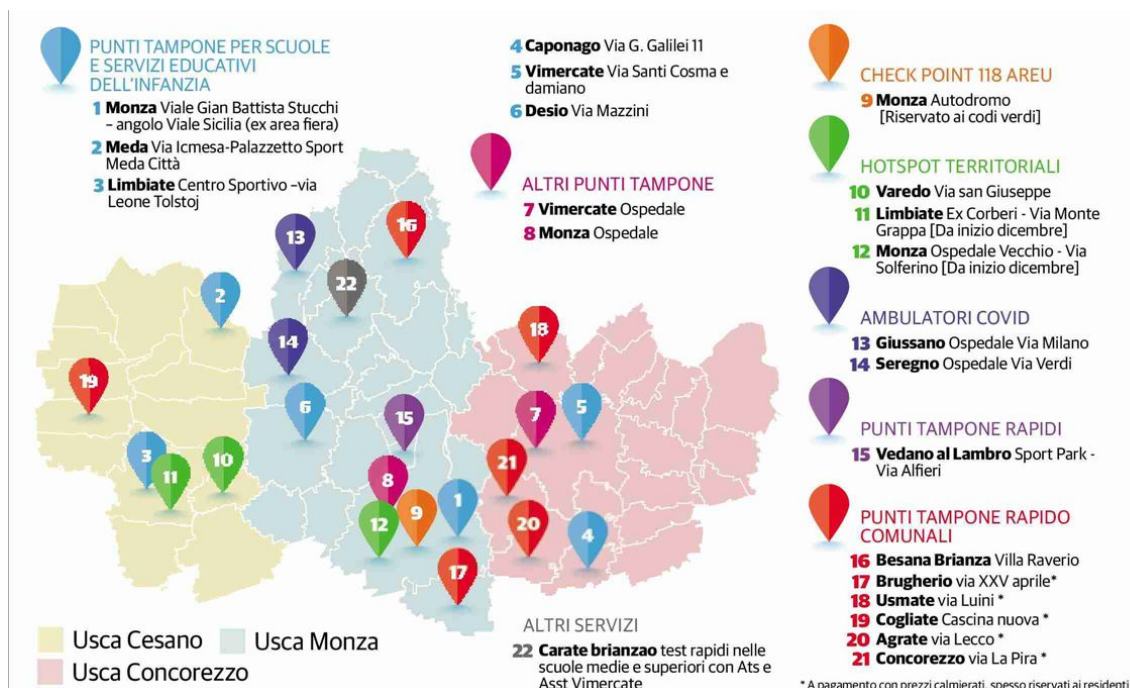 PUNTI TAMPONE PER SCUOLE
E SERVIZI EDUCATIVI
DELL'INFANZIA
1 Monza Viale Gian Battista Stucchi
– angolo Viale Sicilia (ex area fiera)
2 Meda Via Icmesa-Palazzetto Sport
Meda Città
3 Limbiate Centro Sportivo –via
Leone Tolstoj
4 Caponago Via G. Galilei 11
5 Vimercate Via Santi Cosma e
damiano
6 Desio Via Mazzini
ALTRI PUNTI TAMPONE
7 Vimercate Ospedale
8 Monza Ospedale
CHECK POINT 118 AREU
9 Monza Autodromo
[Riservato ai codi verdi]
HOTSPOT TERRITORIALI
10 Varedo Via san Giuseppe
11 Limbiate Ex Corberi - Via Monte
Grappa [Da inizio dicembre]
12 Monza Ospedale Vecchio - Via
Solferino [Da inizio dicembre]
AMBULATORI COVID
13 Giussano Ospedale Via Milano
14 Seregno Ospedale Via Verdi
PUNTI TAMPONE RAPIDI
15 Vedano al Lambro Sport Park -
Via Alfieri
PUNTI TAMPONE RAPIDO
COMUNALI
16 Besana Brianza Villa Raverio
17 Brugherio via XXV aprile*
18 Usmate via Luini *
19 Cogliate Cascina nuova *
20 Agrate via Lecco *
21 Concorezzo via La Pira *
* A pagamento con prezzi calmierati, spesso riservati ai residenti
ALTRI SERVIZI
22 Carate brianzao test rapidi nelle
scuole medie e superiori con Ats e
Asst Vimercate
Usca Cesano
Usca Monza
Usca Concorezzo
13
16
22
2
18
14
19
6
15
7
5
3
11
10
8
21
1
12
9
20
4
17